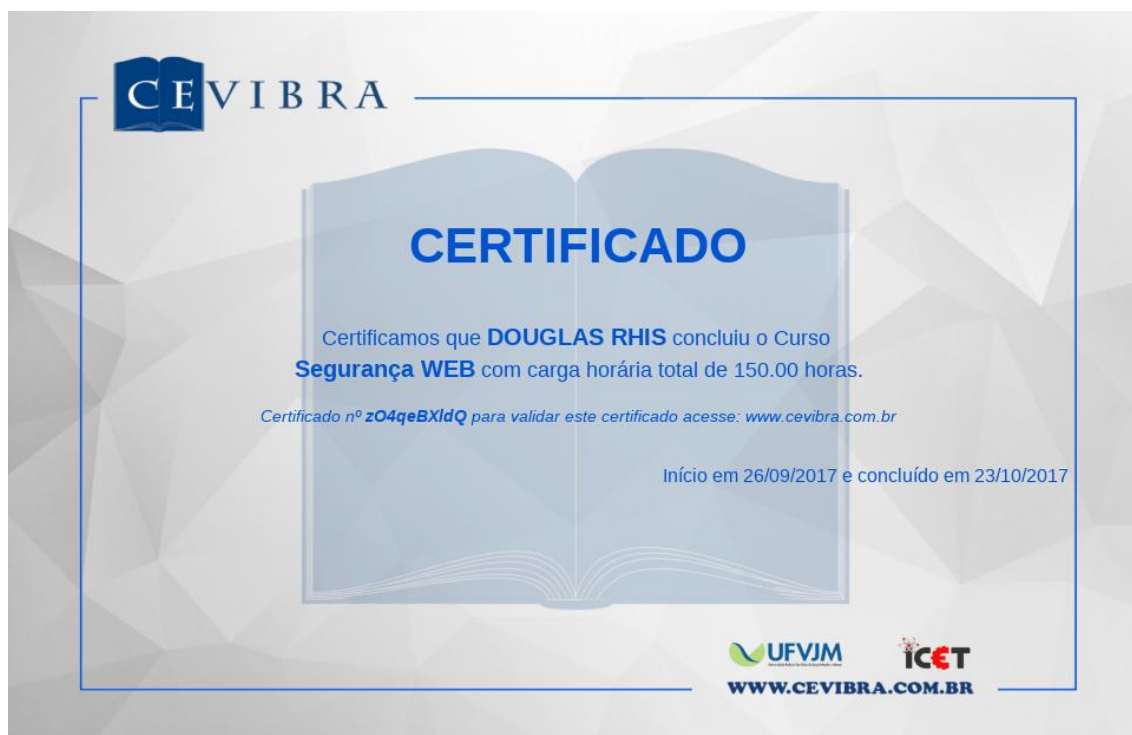 CEVIBRA
CERTIFICADO
Certificamos que DOUGLAS RHIS concluiu o Curso
Segurança WEB com carga horária total de 150.00 horas.
Certificado nº zO4qeBXldQ para validar este certificado acesse: www.cevibra.com.br
Início em 26/09/2017 e concluído em 23/10/2017
UFVJM
ICET
WWW.CEVIBRA.COM.BR